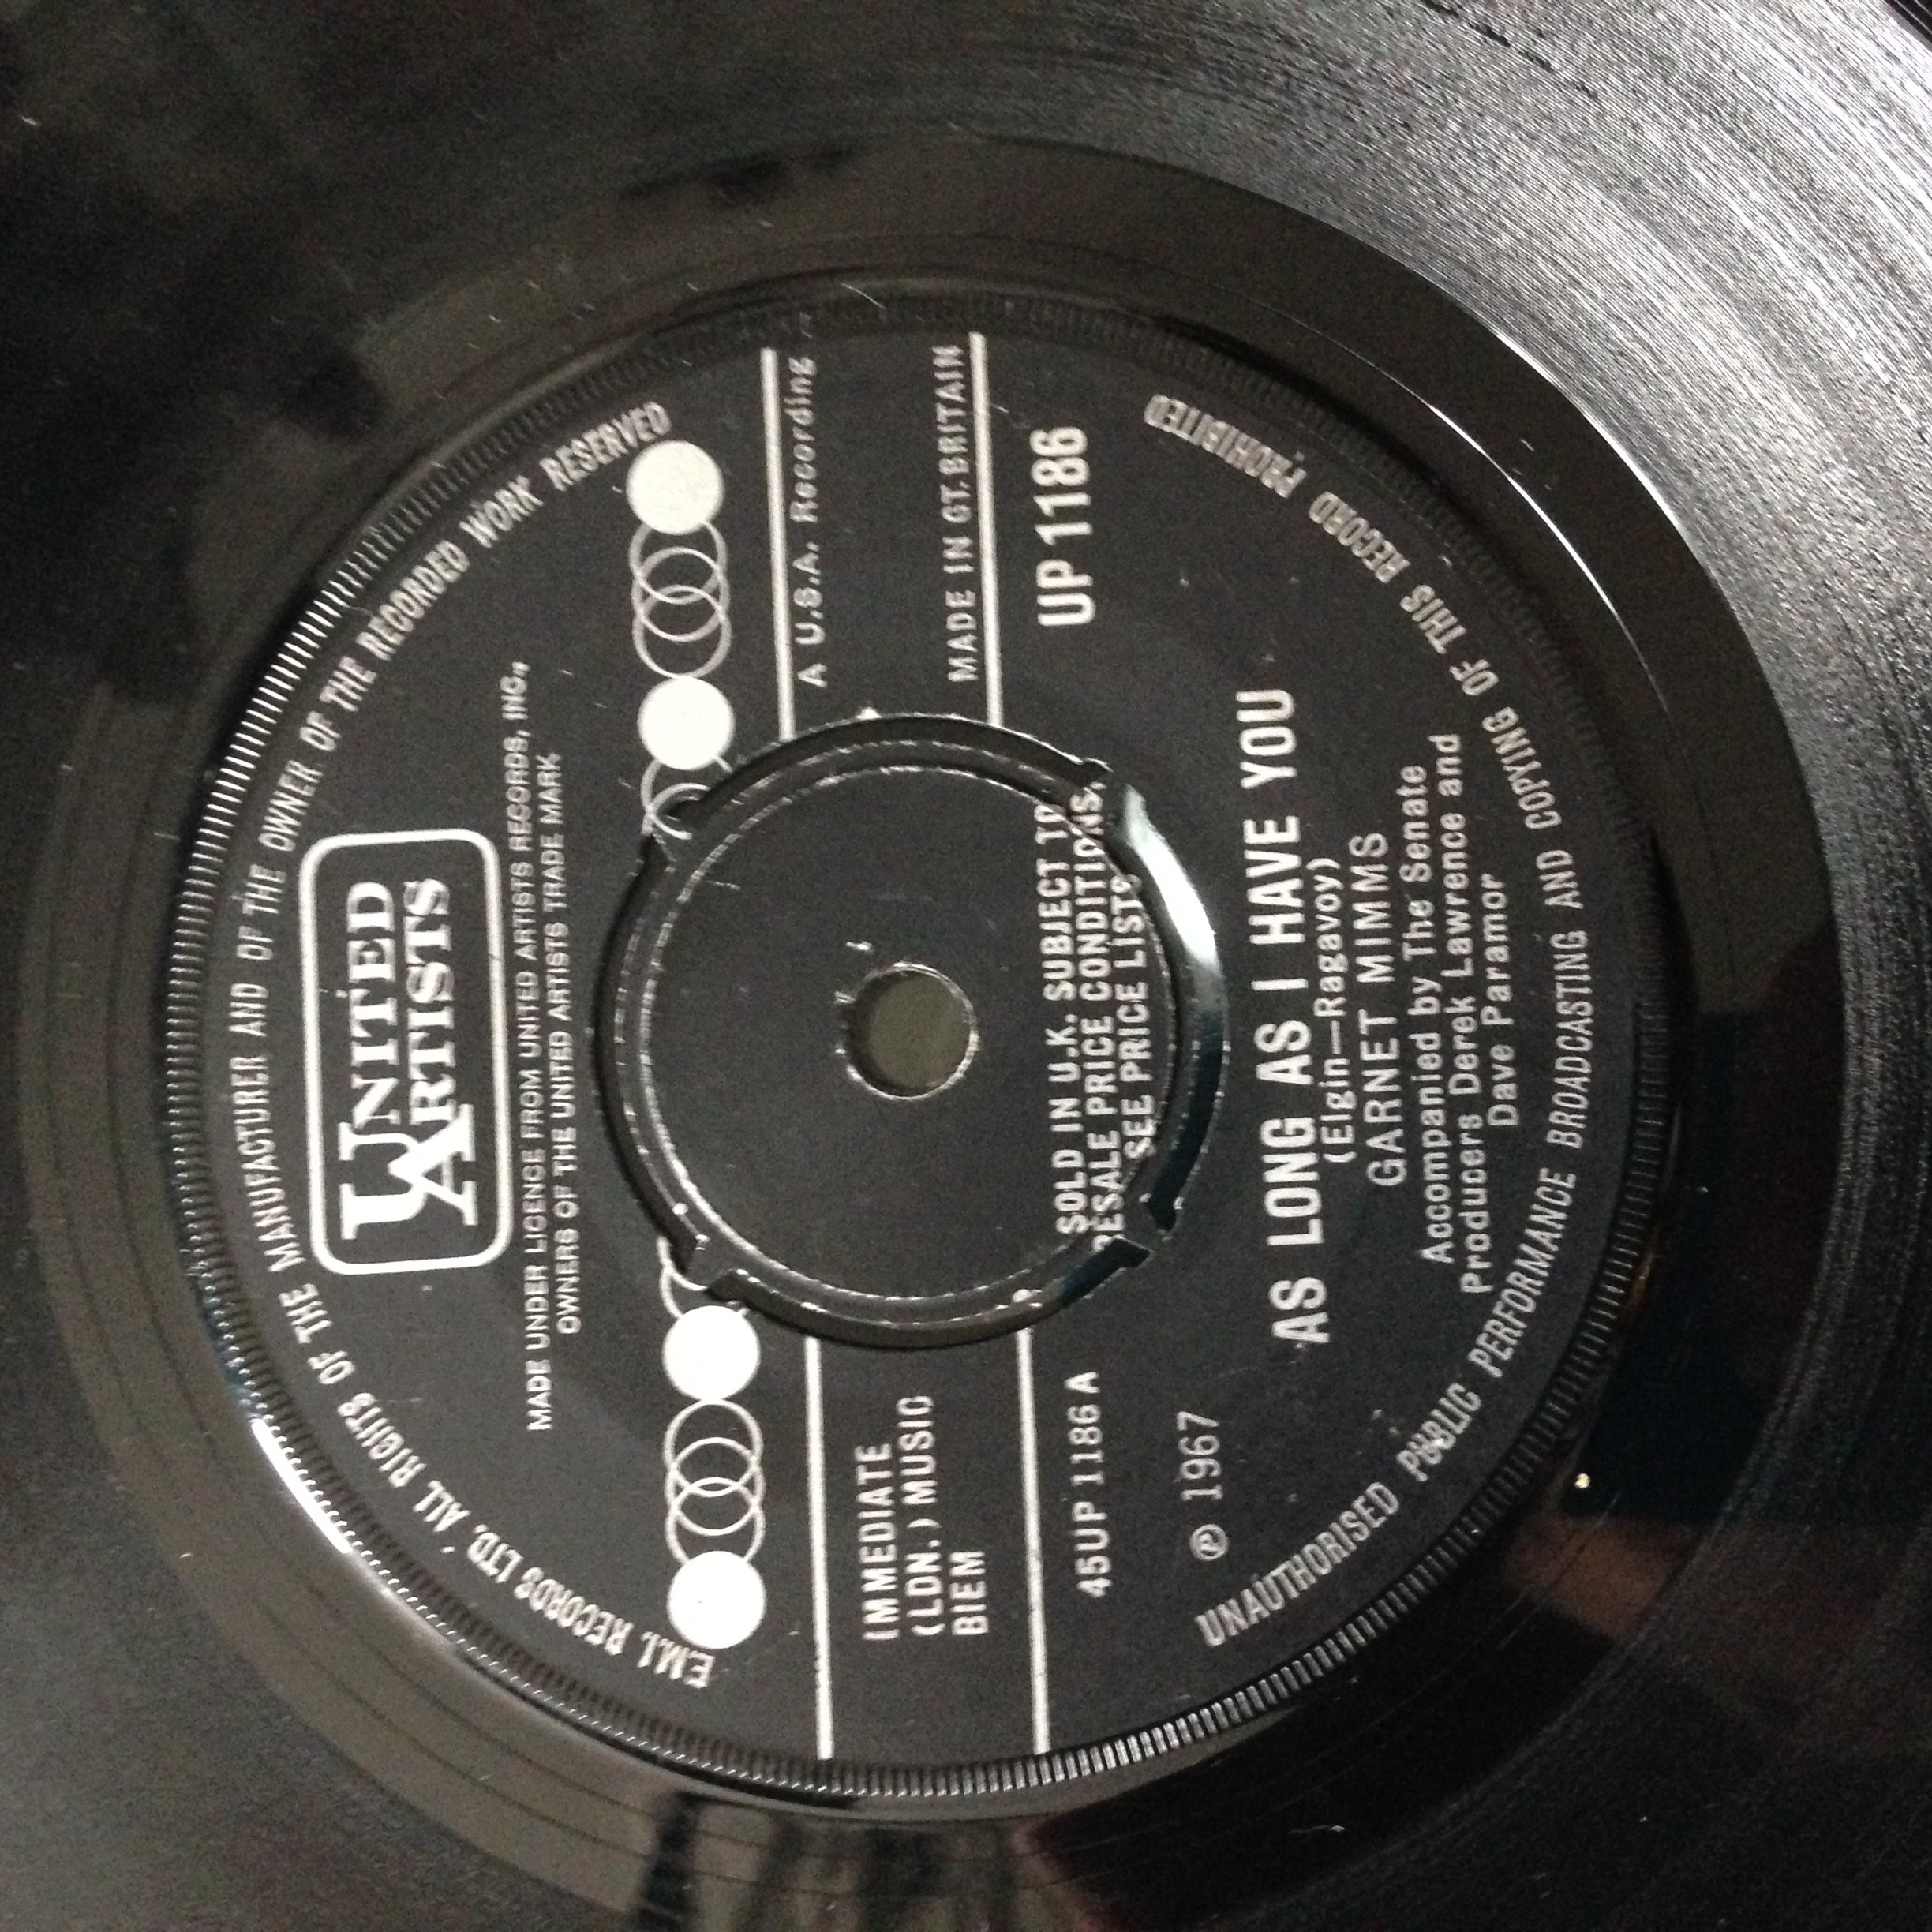 E.M.I. RECORDS LTD. ALL RIGHTS OF THE MANUFACTURER AND OF THE OWNER OF THE RECORDED WORK RESERVED
UNITED
ARTISTS
MADE UNDER LICENCE FROM UNITED ARTISTS RECORDS, INC.,
OWNERS OF THE UNITED ARTISTS TRADE MARK
IMMEDIATE
(LDN.) MUSIC
BIEM
A U.S.A. Recording
MADE IN GT. BRITAIN
SOLD IN U.K. SUBJECT TO
RESALE PRICE CONDITIONS,
SEE PRICE LISTS
45UP 1186 A
UP 1186
℗ 1967
AS LONG AS I HAVE YOU
(Elgin—Ragavoy)
GARNET MIMMS
Accompanied by The Senate
Producers Derek Lawrence and
Dave Paramor
UNAUTHORISED PUBLIC PERFORMANCE BROADCASTING AND COPYING OF THIS RECORD PROHIBITED